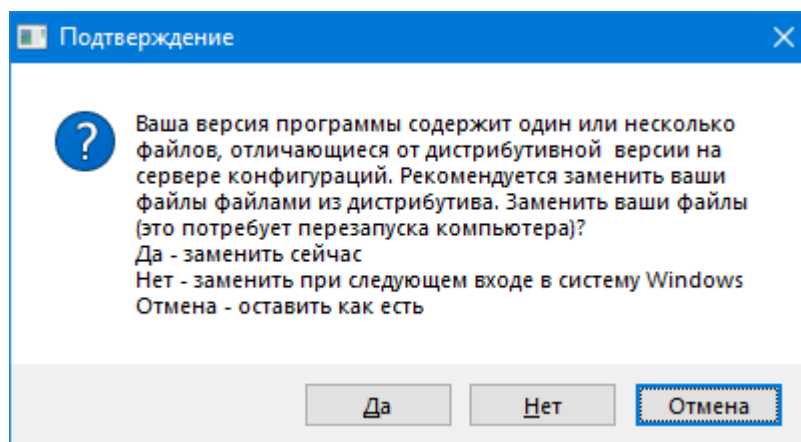 Подтверждение
Ваша версия программы содержит один или несколько
файлов, отличающиеся от дистрибутивной  версии на
сервере конфигураций. Рекомендуется заменить ваши
файлы файлами из дистрибутива. Заменить ваши файлы
(это потребует перезапуска компьютера)?
Да - заменить сейчас
Нет - заменить при следующем входе в систему Windows
Отмена - оставить как есть
Да
Нет
Отмена